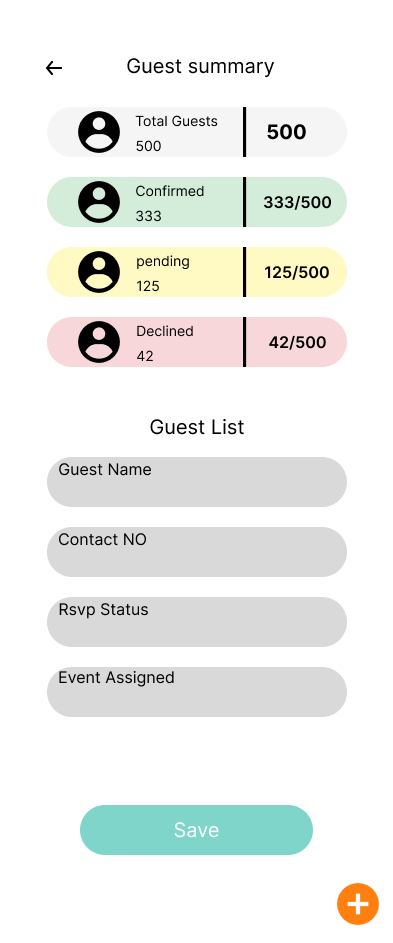 Guest summary
Total Guests
500
500
Confirmed
333
333/500
pending
125
125/500
Declined
42
42/500
Guest List
Guest Name
Contact NO
Rsvp Status
Event Assigned
Save